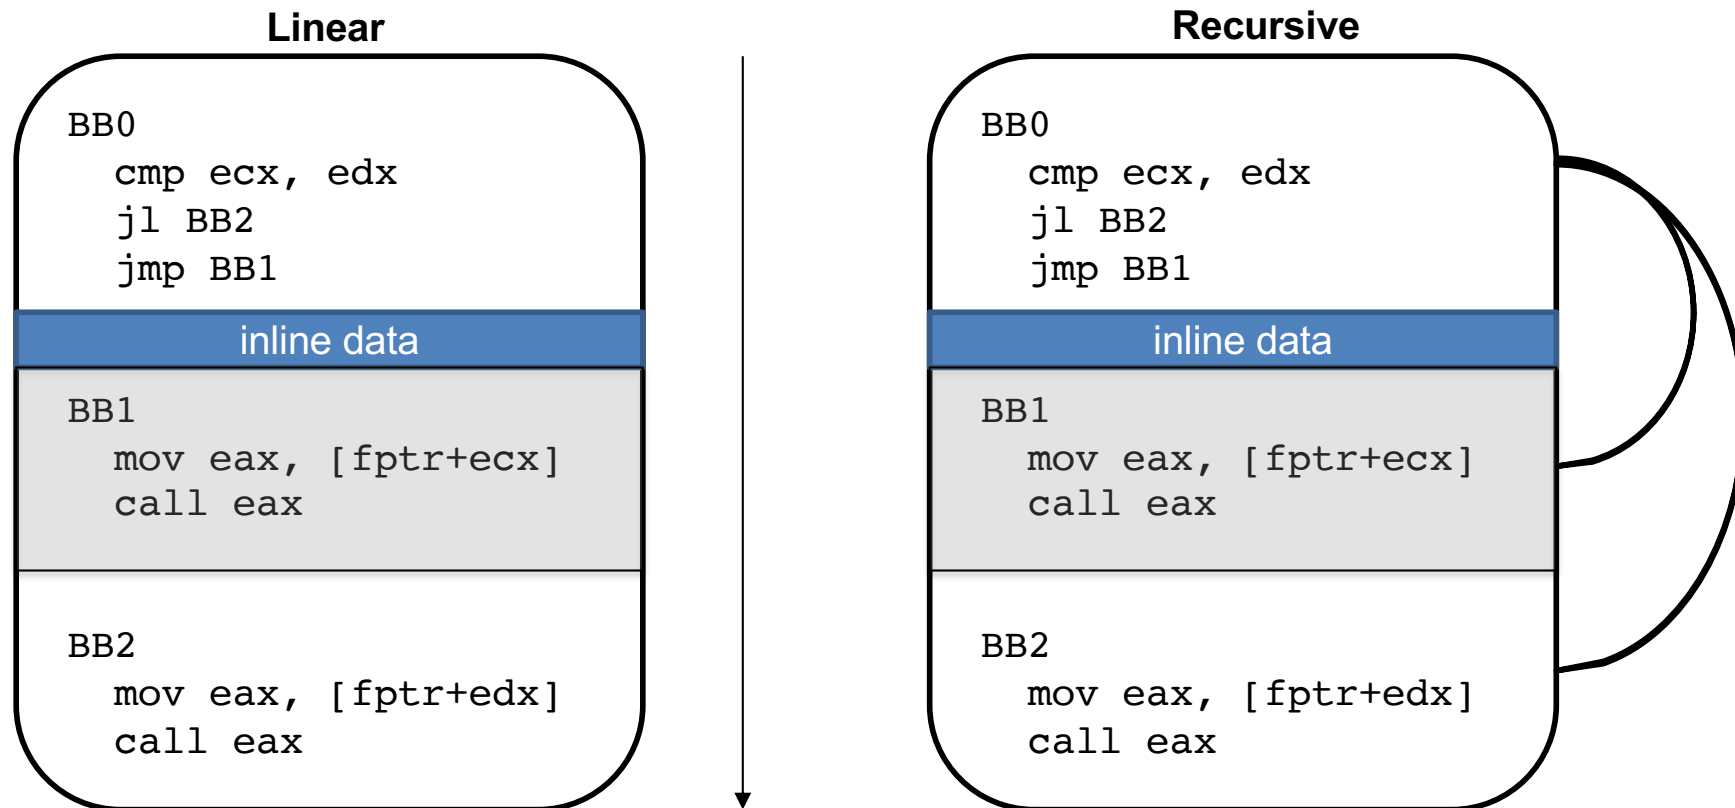 Linear
BB0
cmp ecx, edx
jl BB2
jmp BB1
inline data
BB1
mov eax, [fptr+ecx]
call eax
BB2
mov eax, [fptr+edx]
call eax
Recursive
BB0
cmp ecx, edx
jl BB2
jmp BB1
inline data
BB1
mov eax, [fptr+ecx]
call eax
BB2
mov eax, [fptr+edx]
call eax